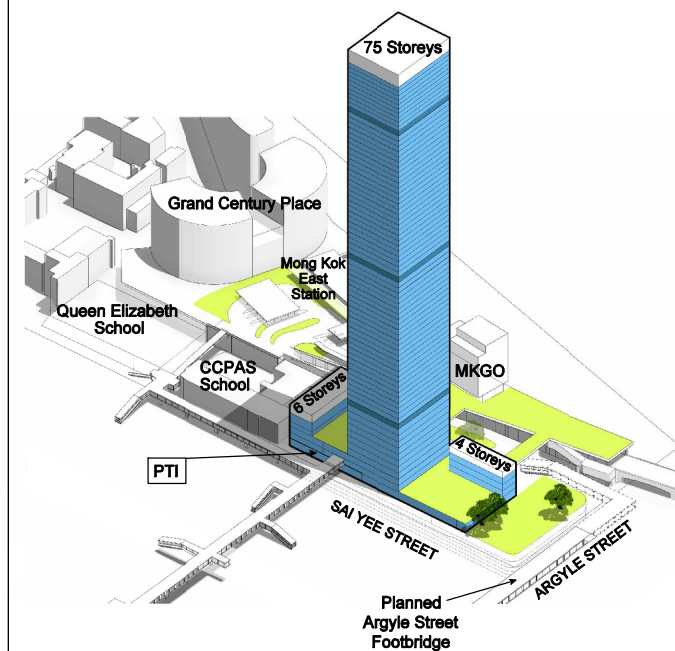 75 Storeys
Grand Century Place
Mong Kok
East
Station
Queen Elizabeth
School
CCPAS
School
MKGO
6 Storeys
4 Storeys
PTI
SAI YEE STREET
ARGYLE STREET
Planned
Argyle Street
Footbridge